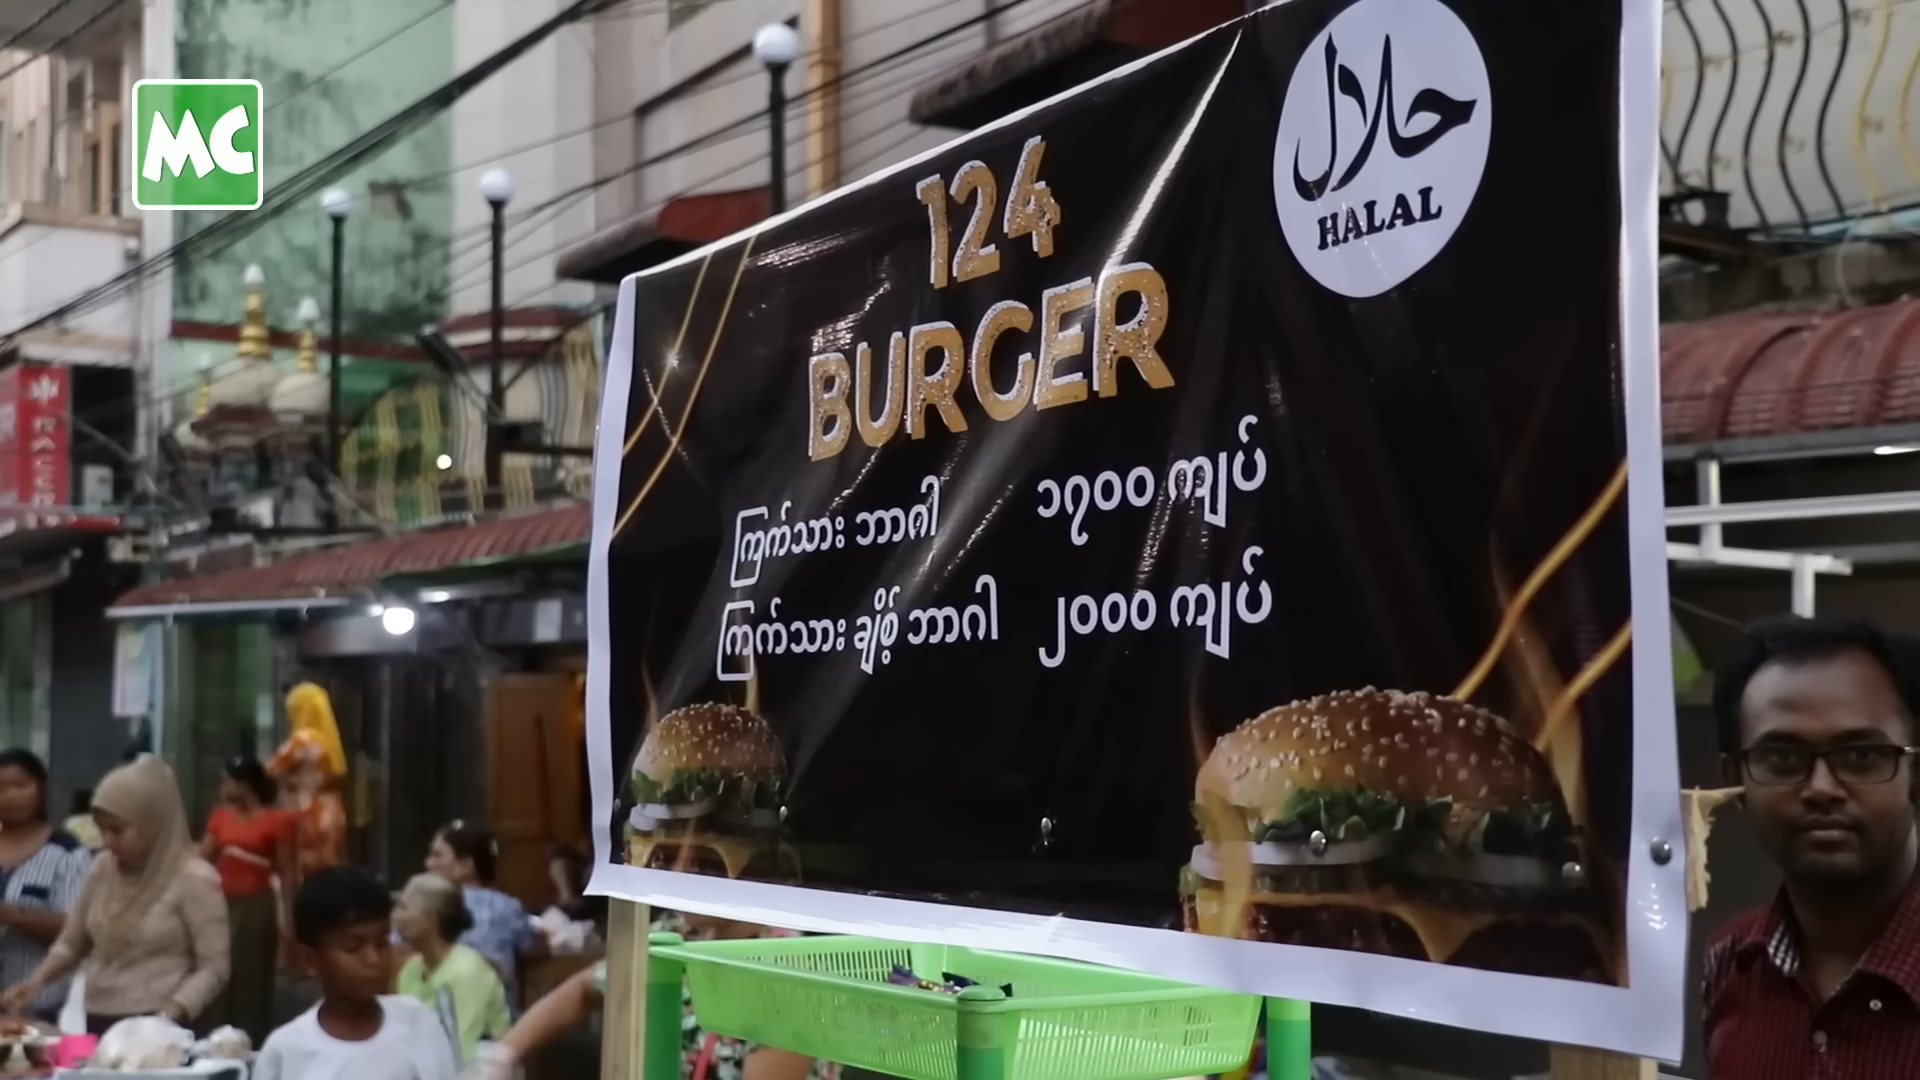 MC
حلال
HALAL
124
BURGER
ကြက်သား ဘာဂါ ၁၇၀၀ ကျပ်
ကြက်သား ချိစ့် ဘာဂါ ၂၀၀၀ ကျပ်